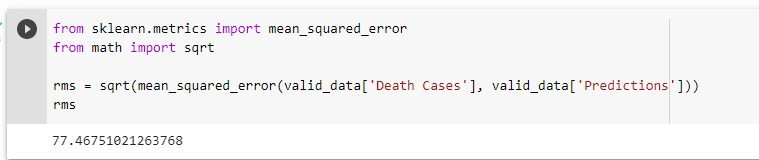 from sklearn.metrics import mean_squared_error
from math import sqrt
rms = sqrt(mean_squared_error(valid_data['Death Cases'], valid_data['Predictions']))
rms
77.46751021263768